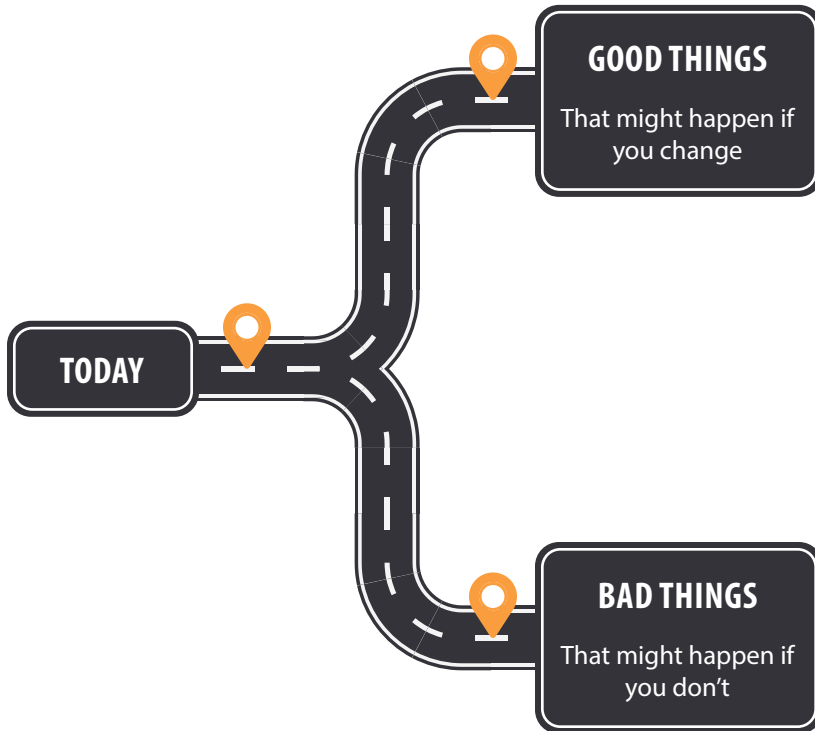 GOOD THINGS
That might happen if
you change
TODAY
BAD THINGS
That might happen if
you don’t